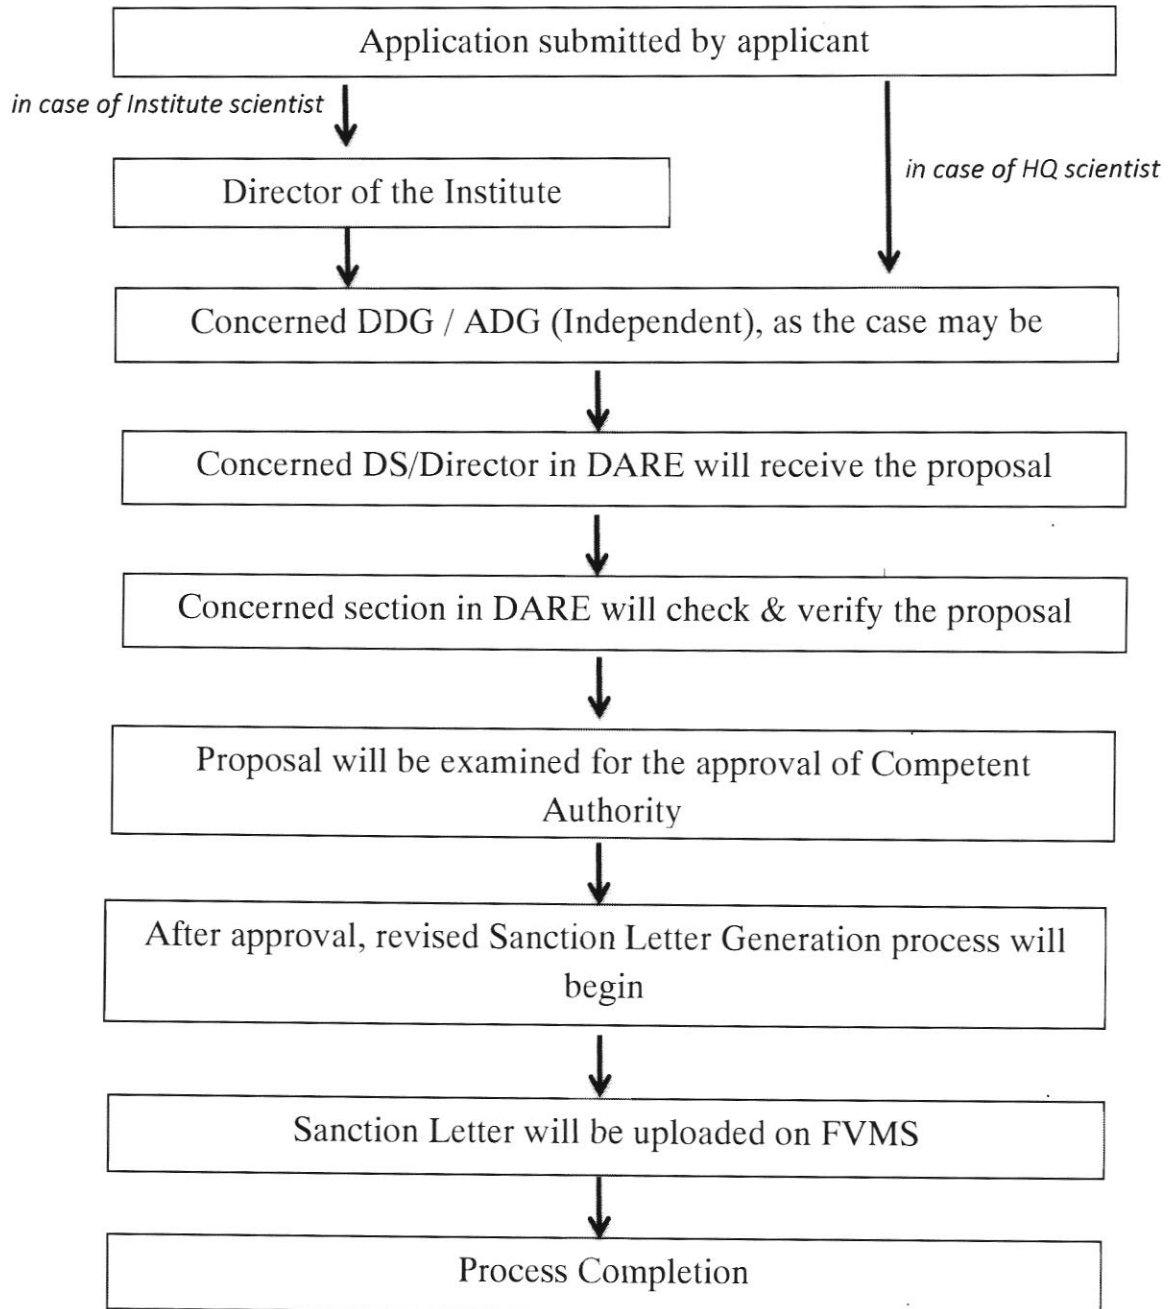 Application submitted by applicant
in case of Institute scientist
in case of HQ scientist
Director of the Institute
Concerned DDG / ADG (Independent), as the case may be
Concerned DS/Director in DARE will receive the proposal
Concerned section in DARE will check & verify the proposal
Proposal will be examined for the approval of Competent
Authority
After approval, revised Sanction Letter Generation process will
begin
Sanction Letter will be uploaded on FVMS
Process Completion